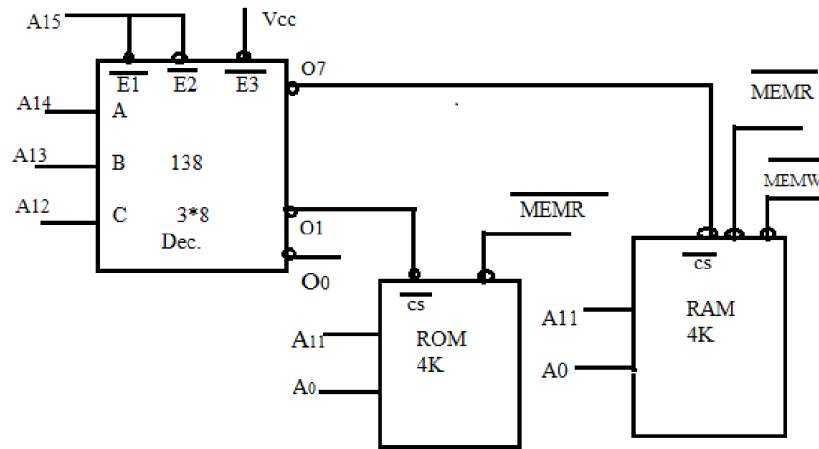 A15
Vcc
E1
E2
E3
O7
MEMR
A14
A
A13
B
138
MEMW
A12
C
3*8
Dec.
O1
MEMR
O0
cs
cs
A11
ROM
4K
A0
A11
RAM
4K
A0